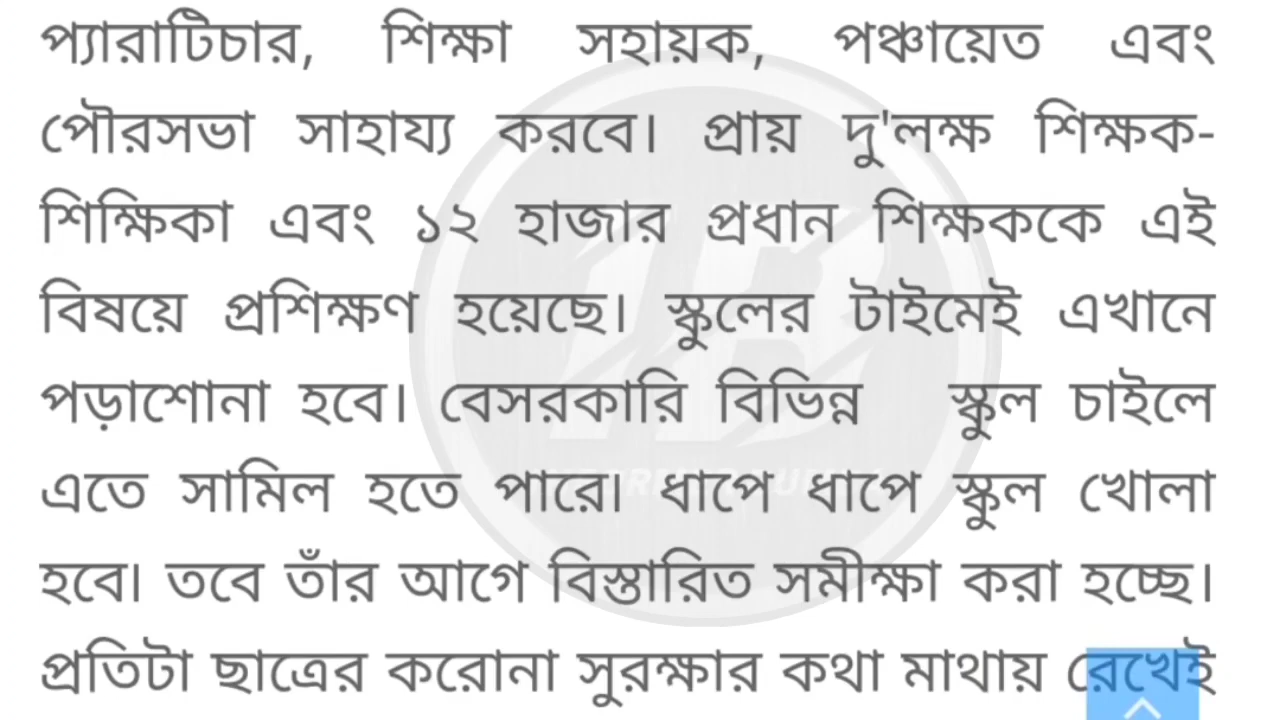 প্যারাটিচার, শিক্ষা সহায়ক, পঞ্চায়েত এবং
পৌরসভা সাহায্য করবে। প্রায় দু'লক্ষ শিক্ষক-
শিক্ষিকা এবং ১২ হাজার প্রধান শিক্ষককে এই
বিষয়ে প্রশিক্ষণ হয়েছে। স্কুলের টাইমেই এখানে
পড়াশোনা হবে। বেসরকারি বিভিন্ন স্কুল চাইলে
এতে সামিল হতে পারে। ধাপে ধাপে স্কুল খোলা
হবে। তবে তাঁর আগে বিস্তারিত সমীক্ষা করা হচ্ছে।
প্রতিটা ছাত্রের করোনা সুরক্ষার কথা মাথায় রেখেই